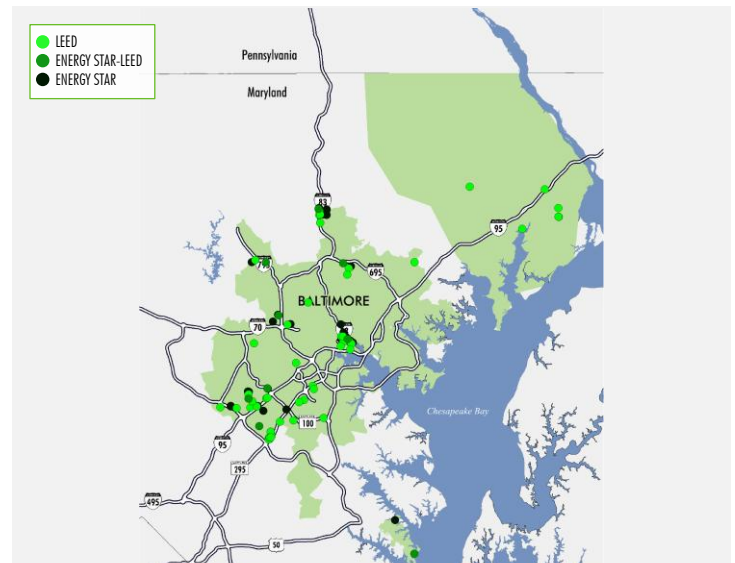 LEED
ENERGY STAR-LEED
ENERGY STAR
Pennsylvania
Maryland
83
95
695
BALTIMORE
70
Chesapeake Bay
100
95
295
495
50